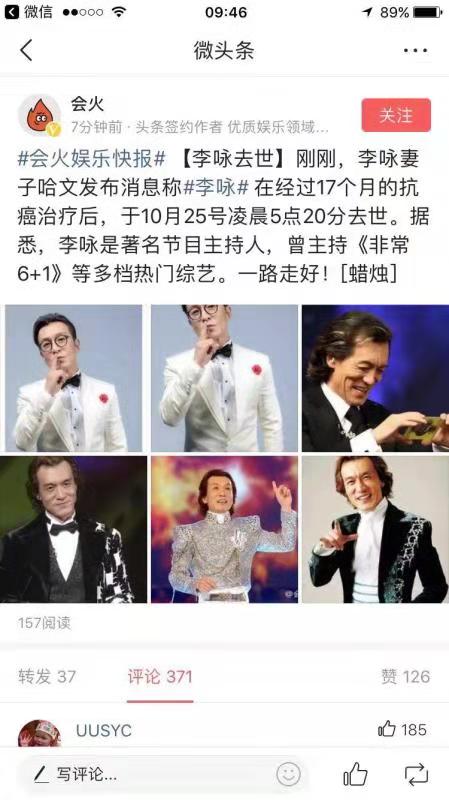 微信
09:46
89%
微头条
会火
7分钟前 · 头条签约作者 优质娱乐领域...
关注
#会火娱乐快报# 【李咏去世】刚刚，李咏妻
子哈文发布消息称#李咏# 在经过17个月的抗
癌治疗后，于10月25号凌晨5点20分去世。据
悉，李咏是著名节目主持人，曾主持《非常
6+1》等多档热门综艺。一路走好！[蜡烛]
157阅读
转发 37
评论 371
赞 126
UUSYC
185
写评论...